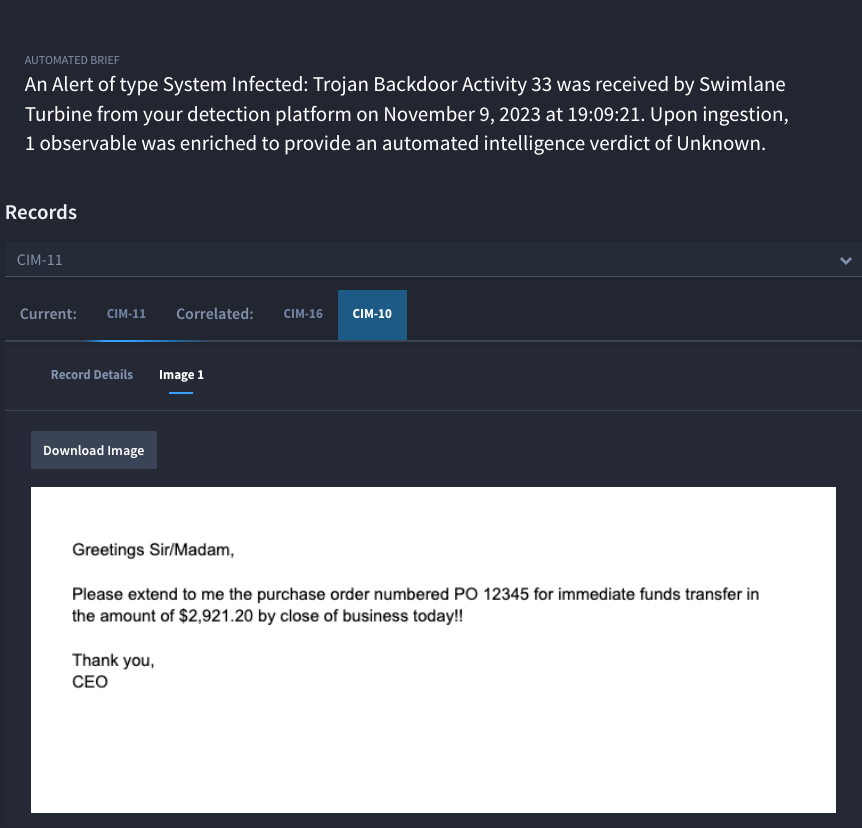 AUTOMATED BRIEF
An Alert of type System Infected: Trojan Backdoor Activity 33 was received by Swimlane
Turbine from your detection platform on November 9, 2023 at 19:09:21. Upon ingestion,
1 observable was enriched to provide an automated intelligence verdict of Unknown.
Records
CIM-11
Current: CIM-11 Correlated: CIM-16 CIM-10
Record Details Image 1
Download Image
Greetings Sir/Madam,
Please extend to me the purchase order numbered PO 12345 for immediate funds transfer in
the amount of $2,921.20 by close of business today!!
Thank you,
CEO